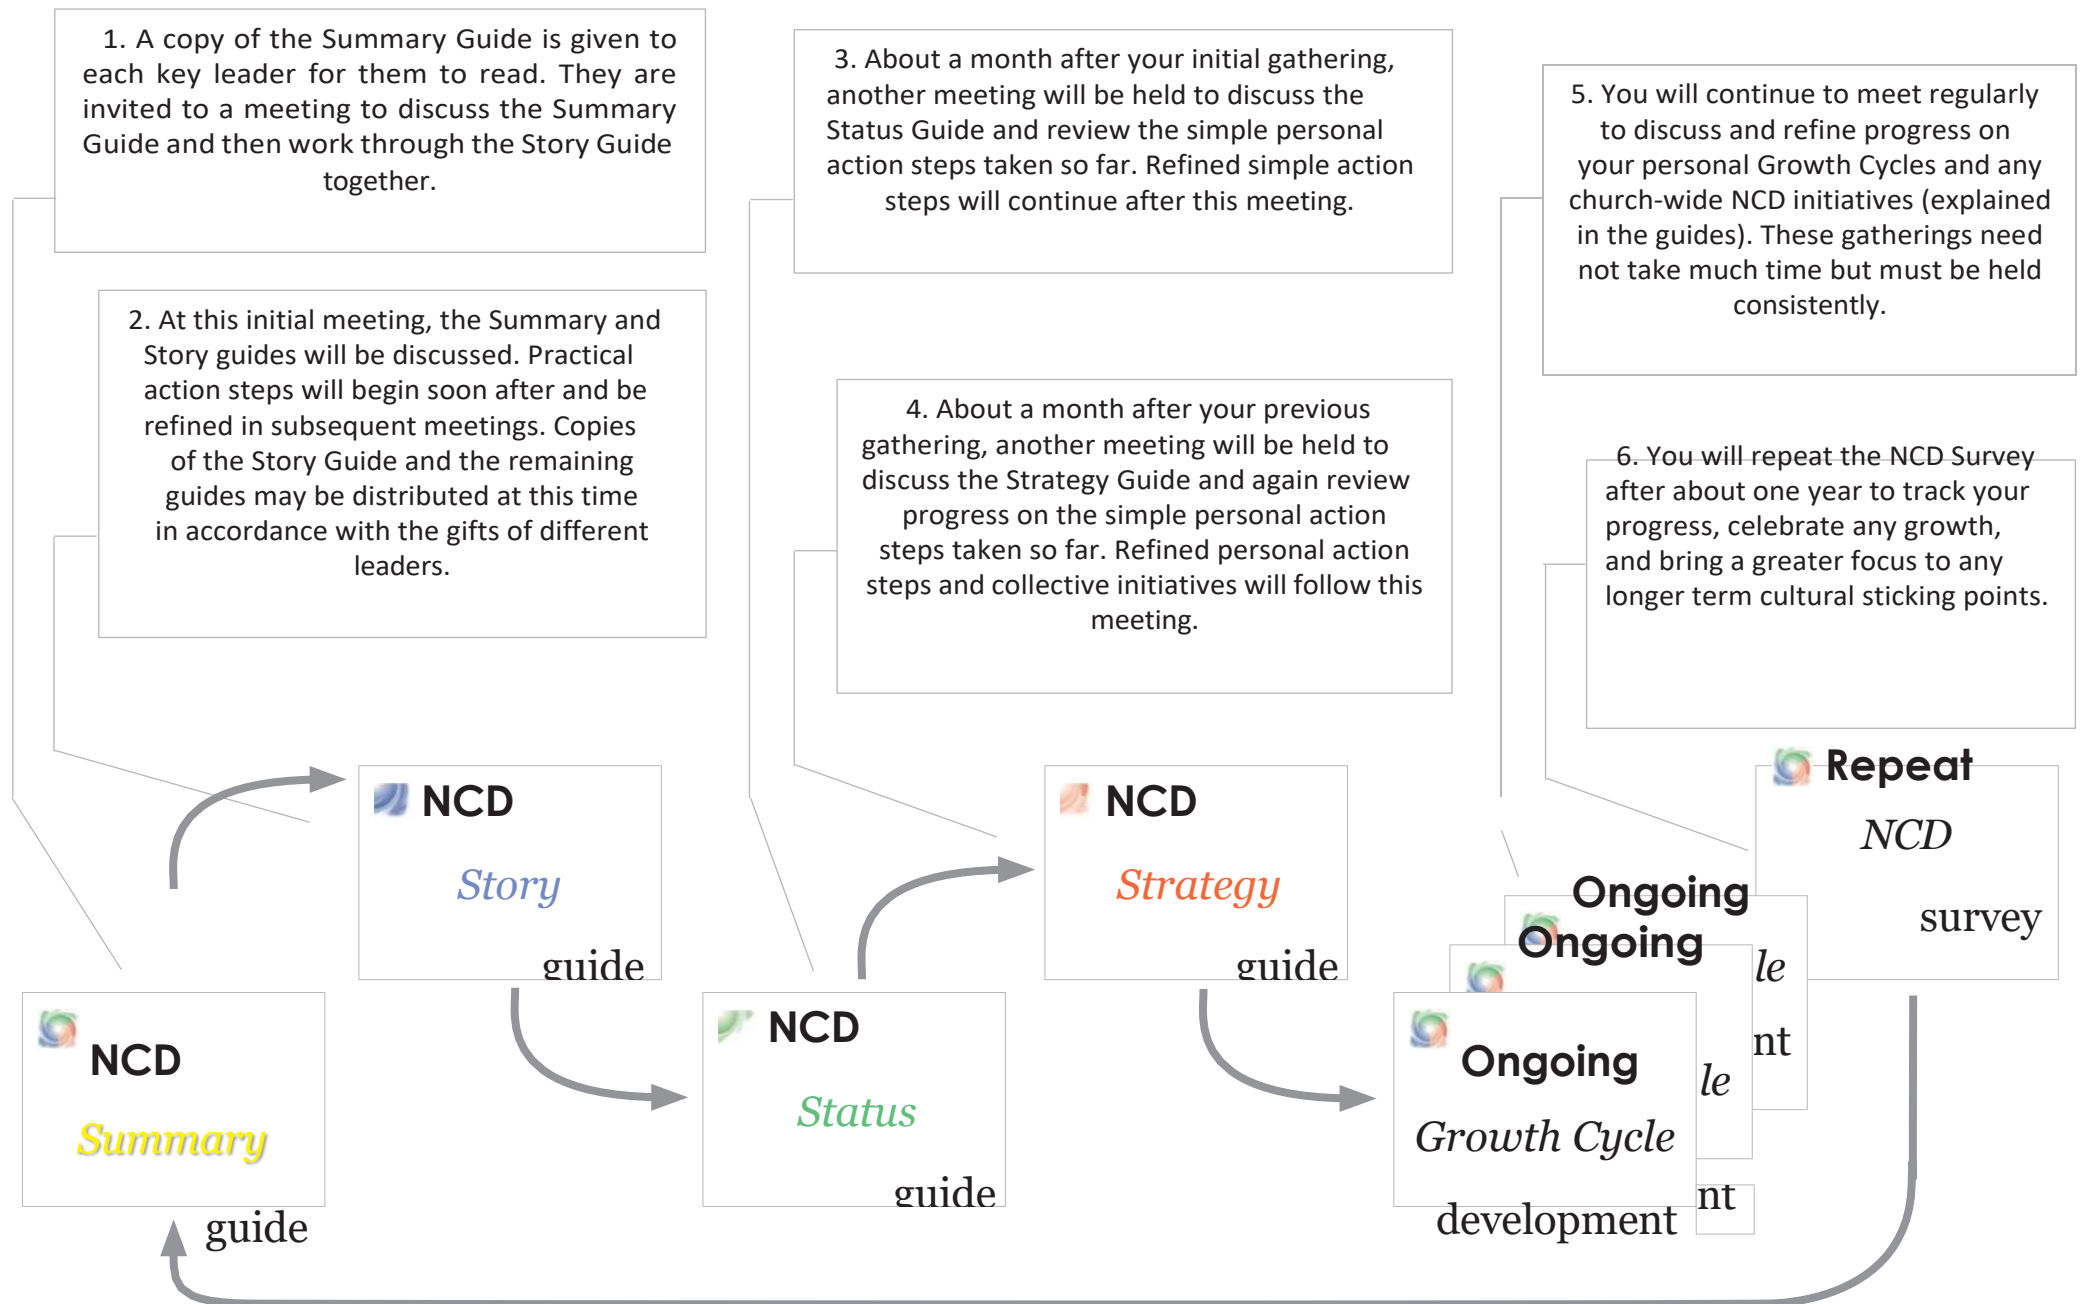 1. A copy of the Summary Guide is given to
each key leader for them to read. They are
invited to a meeting to discuss the Summary
Guide and then work through the Story Guide
together.
2. At this initial meeting, the Summary and
Story guides will be discussed. Practical
action steps will begin soon after and be
refined in subsequent meetings. Copies
of the Story Guide and the remaining
guides may be distributed at this time
in accordance with the gifts of different
leaders.
3. About a month after your initial gathering,
another meeting will be held to discuss the
Status Guide and review the simple personal
action steps taken so far. Refined simple action
steps will continue after this meeting.
4. About a month after your previous
gathering, another meeting will be held to
discuss the Strategy Guide and again review
progress on the simple personal action
steps taken so far. Refined personal action
steps and collective initiatives will follow this
meeting.
5. You will continue to meet regularly
to discuss and refine progress on
your personal Growth Cycles and any
church-wide NCD initiatives (explained
in the guides). These gatherings need
not take much time but must be held
consistently.
6. You will repeat the NCD Survey
after about one year to track your
progress, celebrate any growth,
and bring a greater focus to any
longer term cultural sticking points.
NCD
Summary
guide
NCD
Story
guide
NCD
Status
guide
NCD
Strategy
guide
Ongoing
Growth Cycle
development
Ongoing
le
nt
Ongoing
le
nt
Repeat
NCD
survey